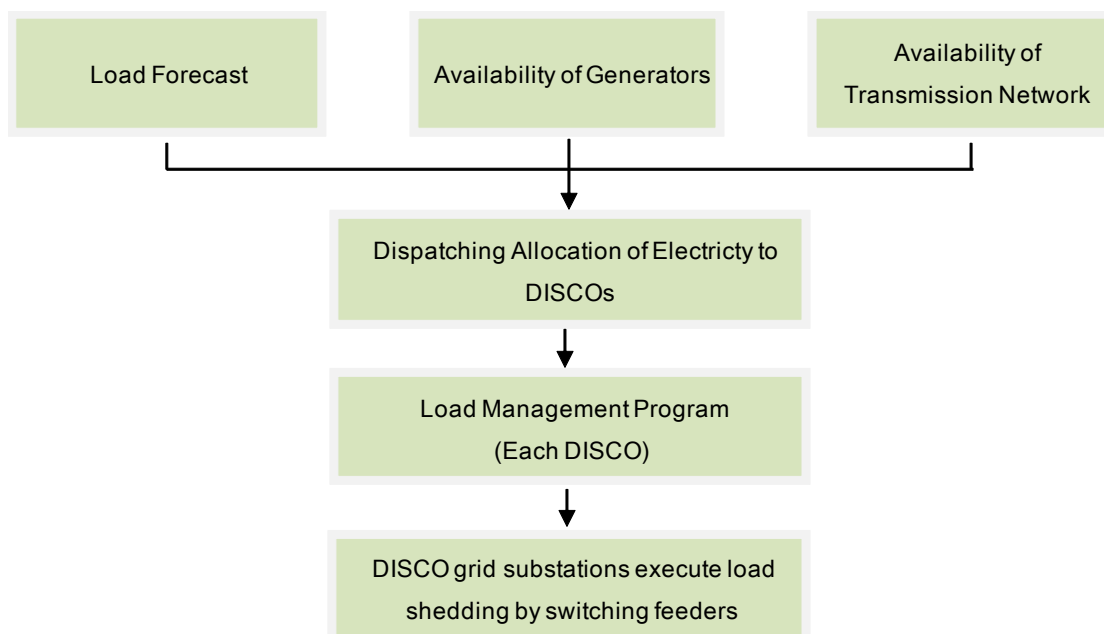 Load Forecast
Availability of Generators
Availability of
Transmission Network
Dispatching Allocation of Electricty to
DISCOs
Load Management Program
(Each DISCO)
DISCO grid substations execute load
shedding by switching feeders